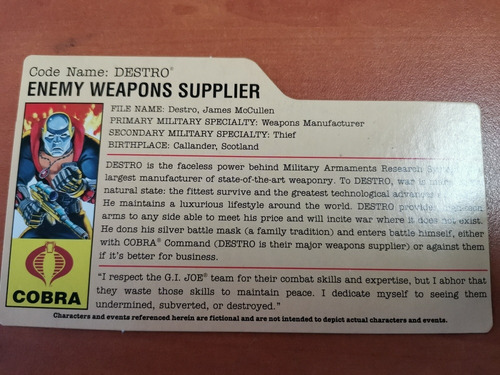 Code Name: DESTRO®
ENEMY WEAPONS SUPPLIER
FILE NAME: Destro, James McCullen
PRIMARY MILITARY SPECIALTY: Weapons Manufacturer
SECONDARY MILITARY SPECIALTY: Thief
BIRTHPLACE: Callander, Scotland
DESTRO is the faceless power behind Military Armaments Research
largest manufacturer of state-of-the-art weaponry. To DESTRO, war is
natural state: the fittest survive and the greatest technological
He maintains a luxurious lifestyle around the world. DESTRO
arms to any side able to meet his price and will incite war where it does not exist.
He dons his silver battle mask (a family tradition) and enters battle himself, either
with COBRA® Command (DESTRO is their major weapons supplier) or against them
if it's better for business.
COBRA
"I respect the G.I. JOE® team for their combat skills and expertise, but I abhor that
they waste those skills to maintain peace. I dedicate myself to seeing them
undermined, subverted, or destroyed."
Characters and events referenced herein are fictional and are not intended to depict actual characters and events.